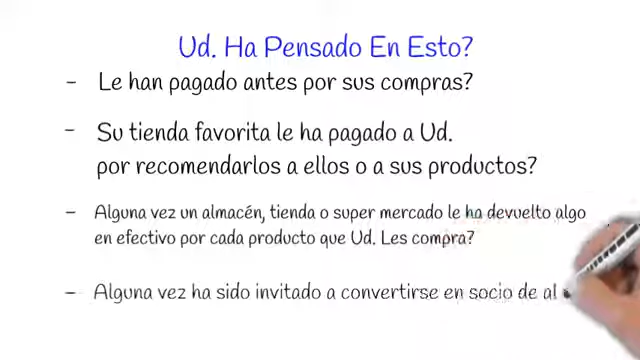 Ud. Ha Pensado En Esto?
- Le han pagado antes por sus compras?
- Su tienda favorita le ha pagado a Ud.
por recomendarlos a ellos o a sus productos?
- Alguna vez un almacén, tienda o super mercado le ha devuelto algo
en efectivo por cada producto que Ud. Les compra?
- Alguna vez ha sido invitado a convertirse en socio de al